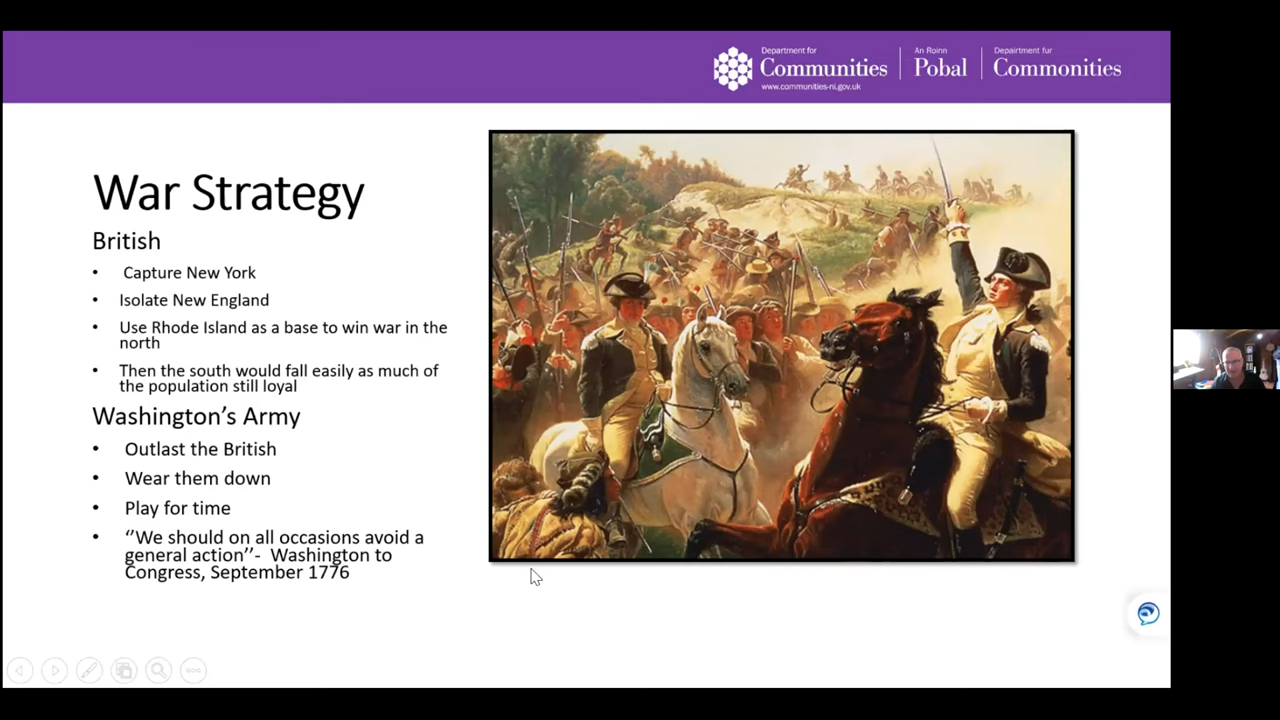 Department for
Communities
www.communities-ni.gov.uk
An Roinn
Pobal
Depairtment fur
Commonities
War Strategy
British
• Capture New York
• Isolate New England
• Use Rhode Island as a base to win war in the
north
• Then the south would fall easily as much of
the population still loyal
Washington’s Army
• Outlast the British
• Wear them down
• Play for time
• ‘’We should on all occasions avoid a
general action’’- Washington to
Congress, September 1776